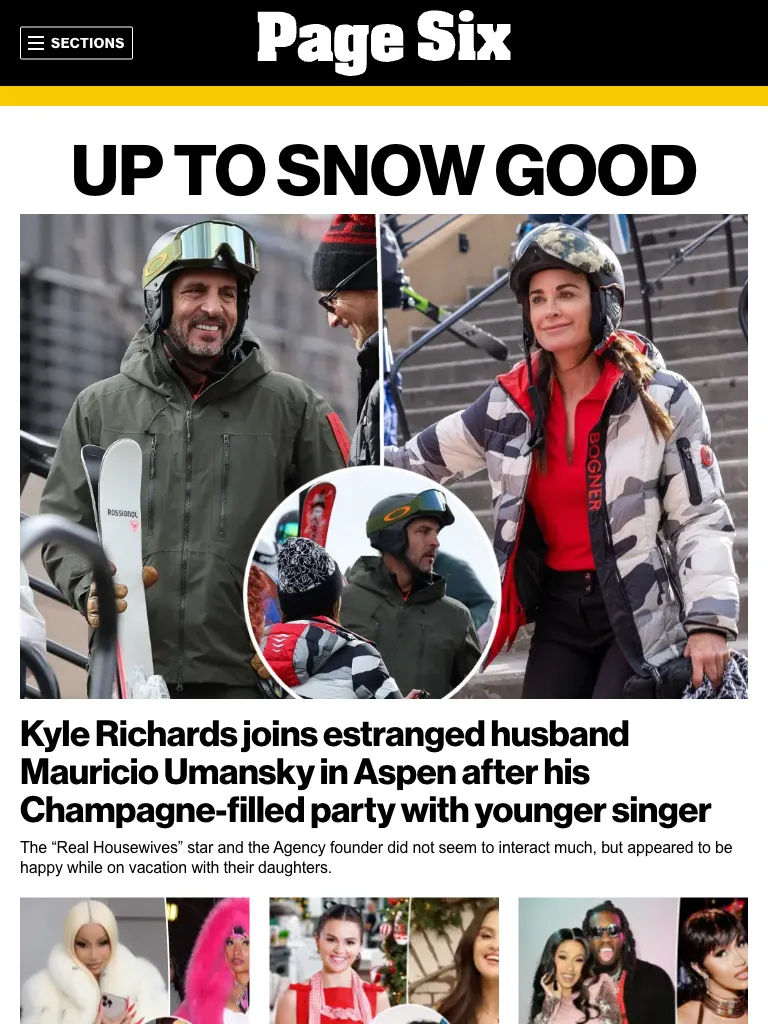 SECTIONS
Page Six
UP TO SNOW GOOD
ROSSIGNOL
BOGNER
Kyle Richards joins estranged husband
Mauricio Umansky in Aspen after his
Champagne-filled party with younger singer
The “Real Housewives” star and the Agency founder did not seem to interact much, but appeared to be
happy while on vacation with their daughters.